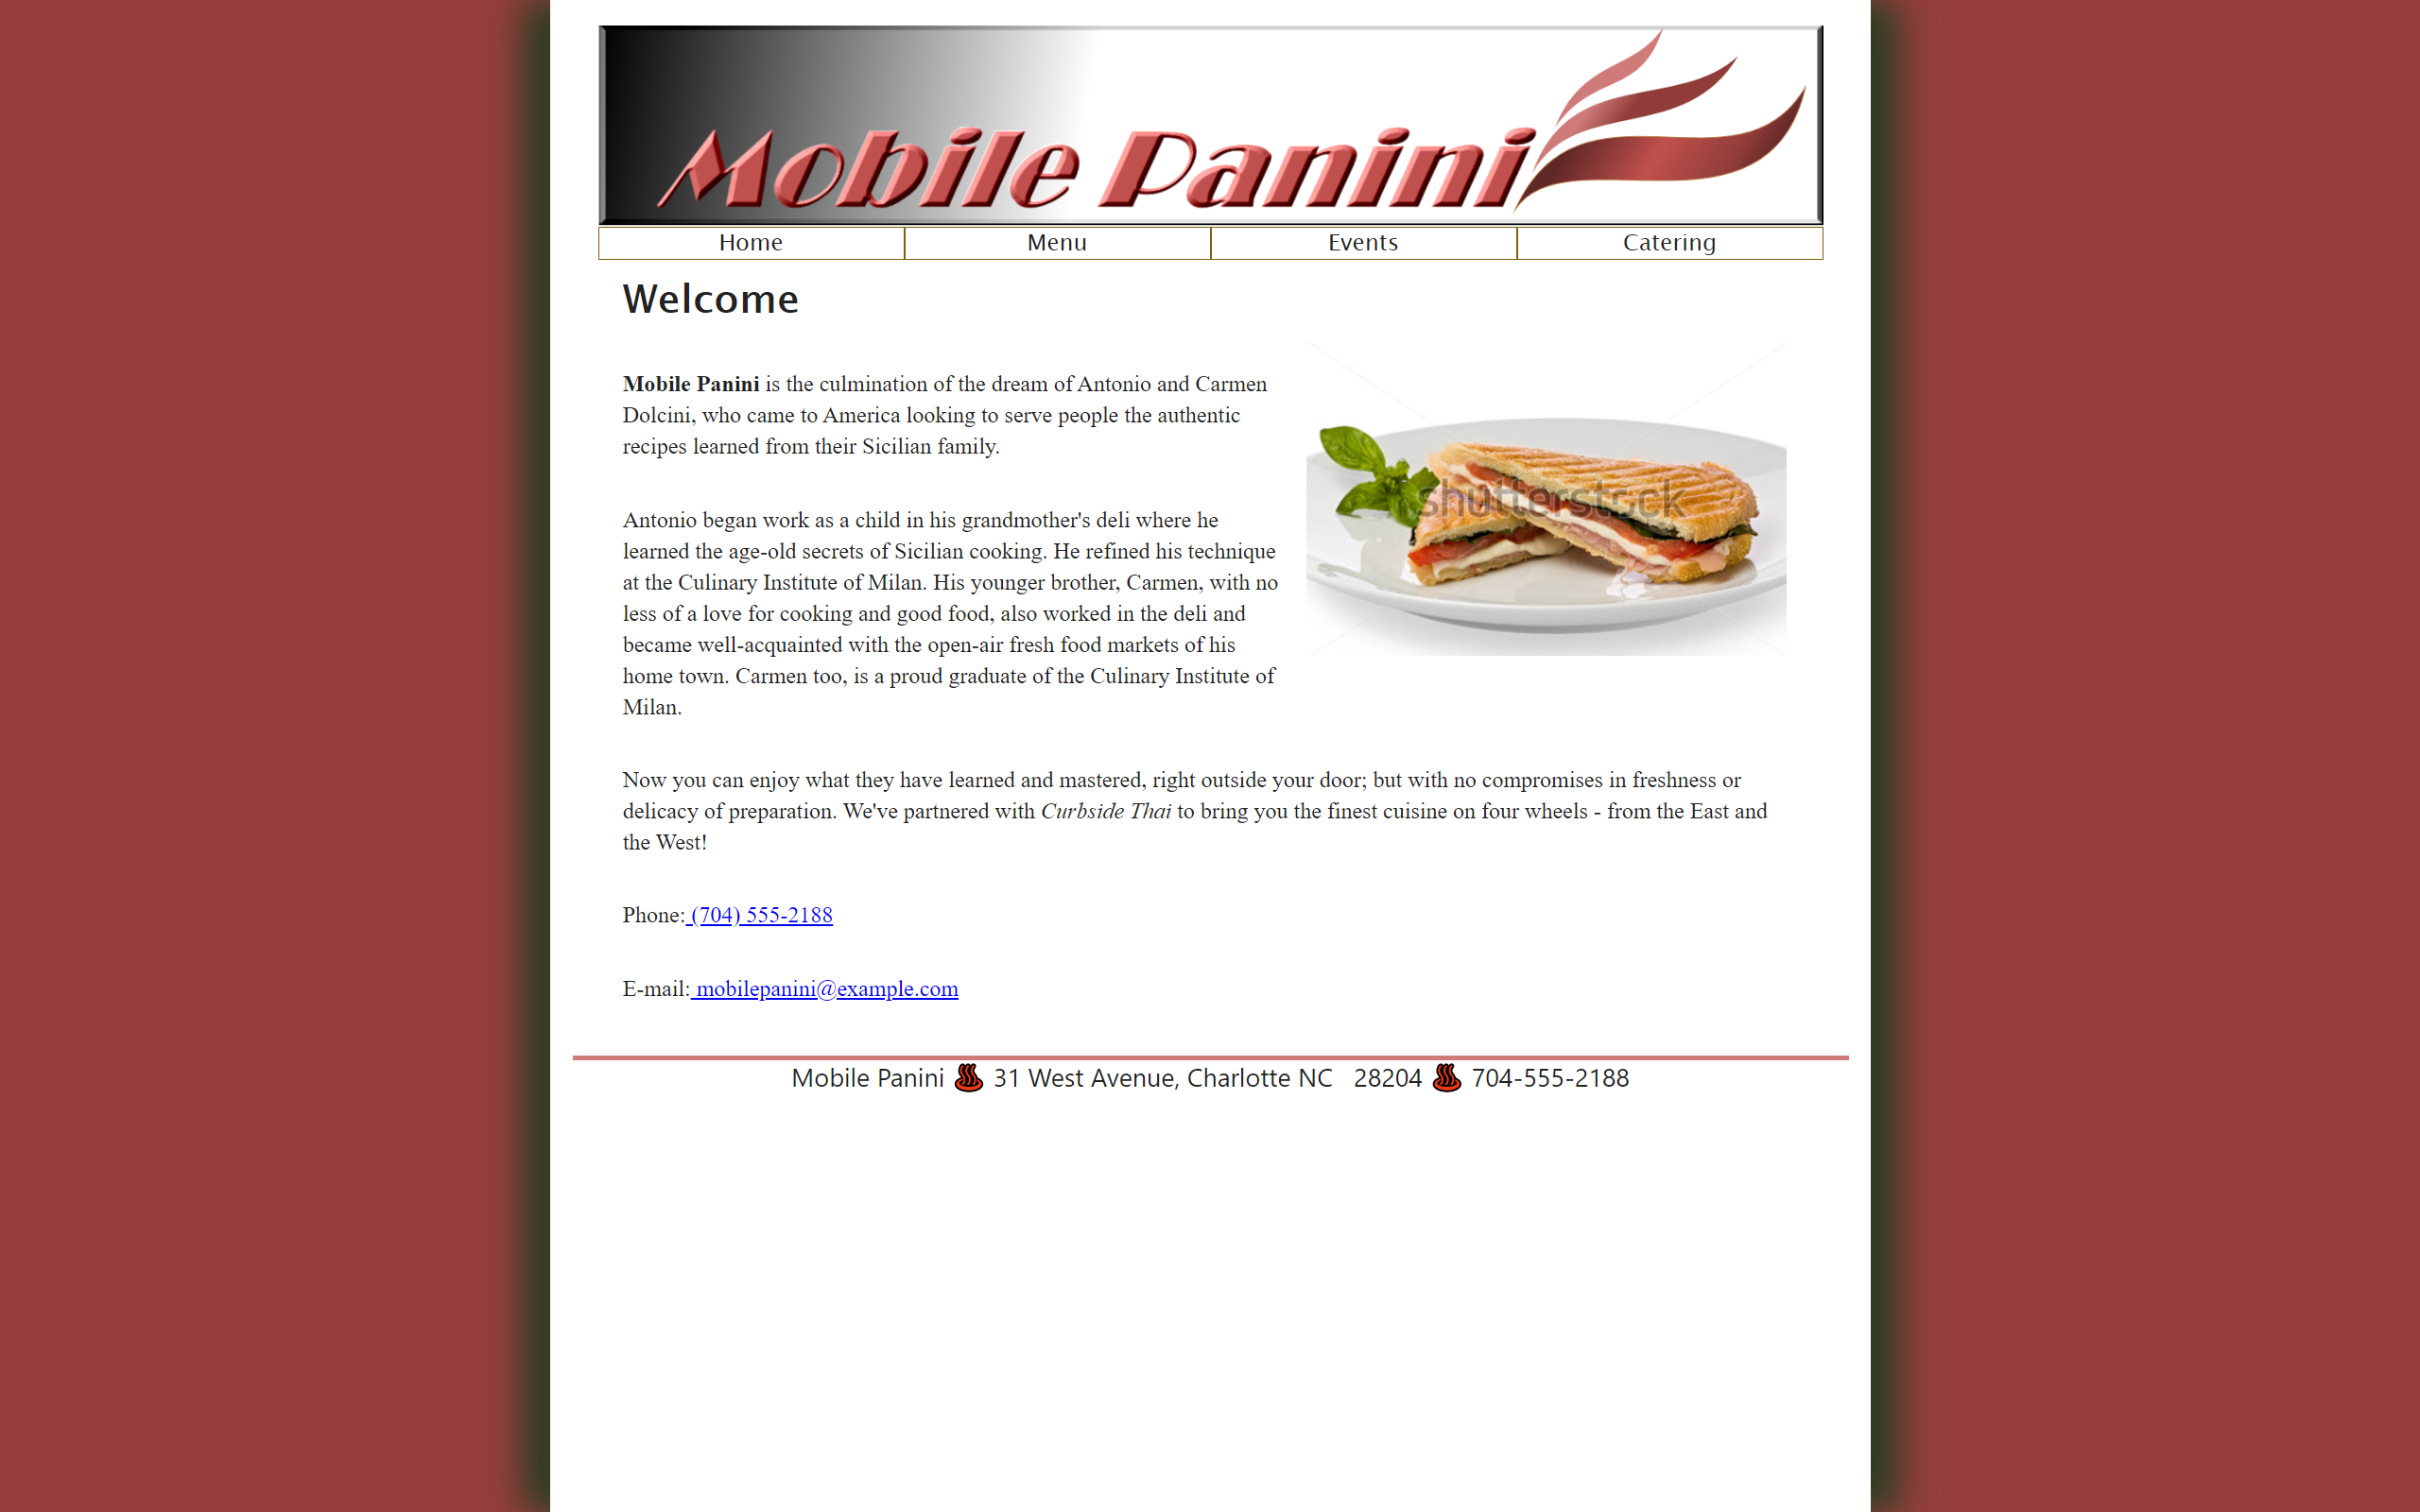 Mobile Panini
Home Menu Events Catering
Welcome
Mobile Panini is the culmination of the dream of Antonio and Carmen
Dolcini, who came to America looking to serve people the authentic
recipes learned from their Sicilian family.
shutterstock
Antonio began work as a child in his grandmother's deli where he
learned the age-old secrets of Sicilian cooking. He refined his technique
at the Culinary Institute of Milan. His younger brother, Carmen, with no
less of a love for cooking and good food, also worked in the deli and
became well-acquainted with the open-air fresh food markets of his
home town. Carmen too, is a proud graduate of the Culinary Institute of
Milan.
Now you can enjoy what they have learned and mastered, right outside your door; but with no compromises in freshness or
delicacy of preparation. We've partnered with Curbside Thai to bring you the finest cuisine on four wheels - from the East and
the West!
Phone: (704) 555-2188
E-mail: mobilepanini@example.com
Mobile Panini ♨ 31 West Avenue, Charlotte NC 28204 ♨ 704-555-2188